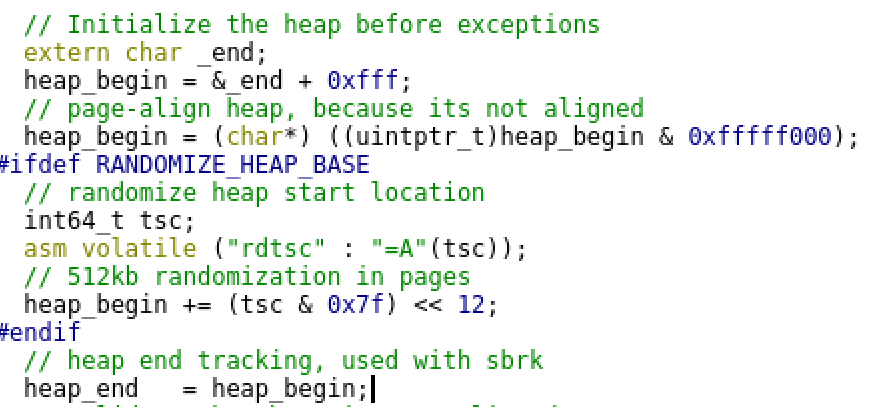 // Initialize the heap before exceptions
extern char _end;
heap_begin = &_end + 0xfff;
// page-align heap, because its not aligned
heap_begin = (char*) ((uintptr_t)heap_begin & 0xfffff000);
#ifdef RANDOMIZE_HEAP_BASE
// randomize heap start location
int64_t tsc;
asm volatile ("rdtsc" : "=A"(tsc));
// 512kb randomization in pages
heap_begin += (tsc & 0x7f) << 12;
#endif
// heap end tracking, used with sbrk
heap_end   = heap_begin;